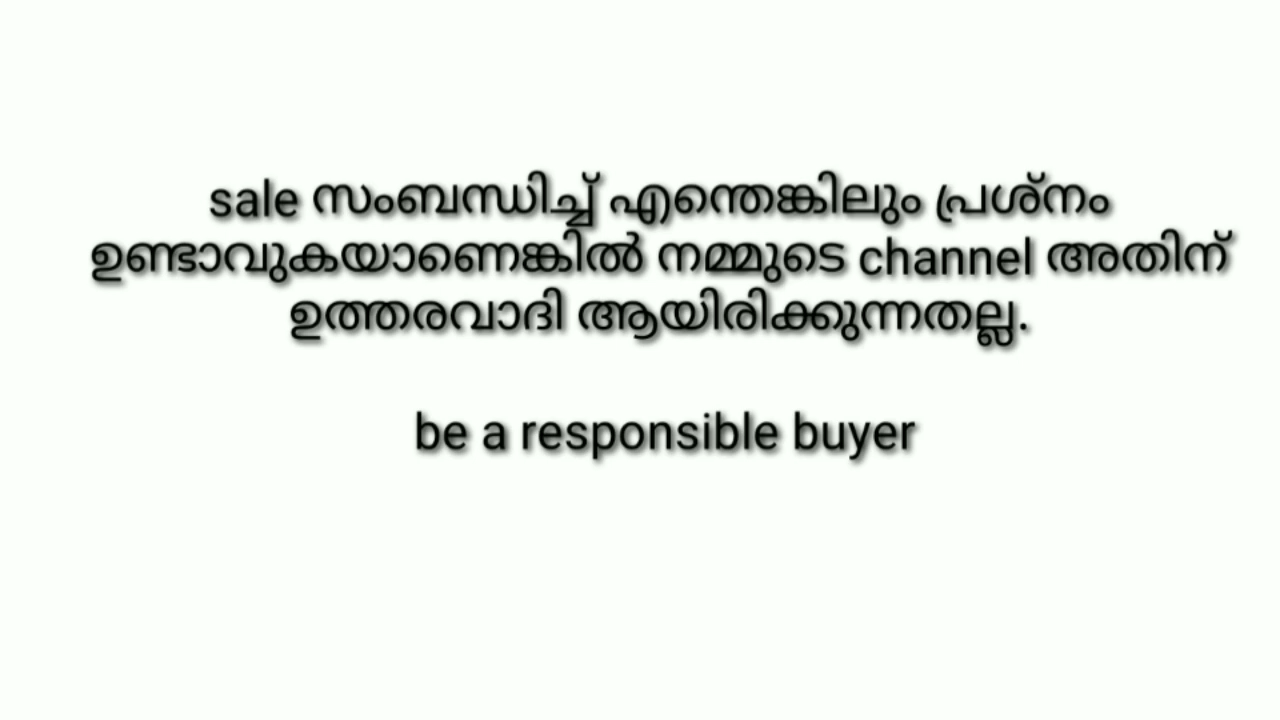 sale സംബന്ധിച്ച് എന്തെങ്കിലും പ്രശ്നം
ഉണ്ടാവുകയാണെങ്കിൽ നമ്മുടെ channel അതിന്
ഉത്തരവാദി ആയിരിക്കുന്നതല്ല.
be a responsible buyer